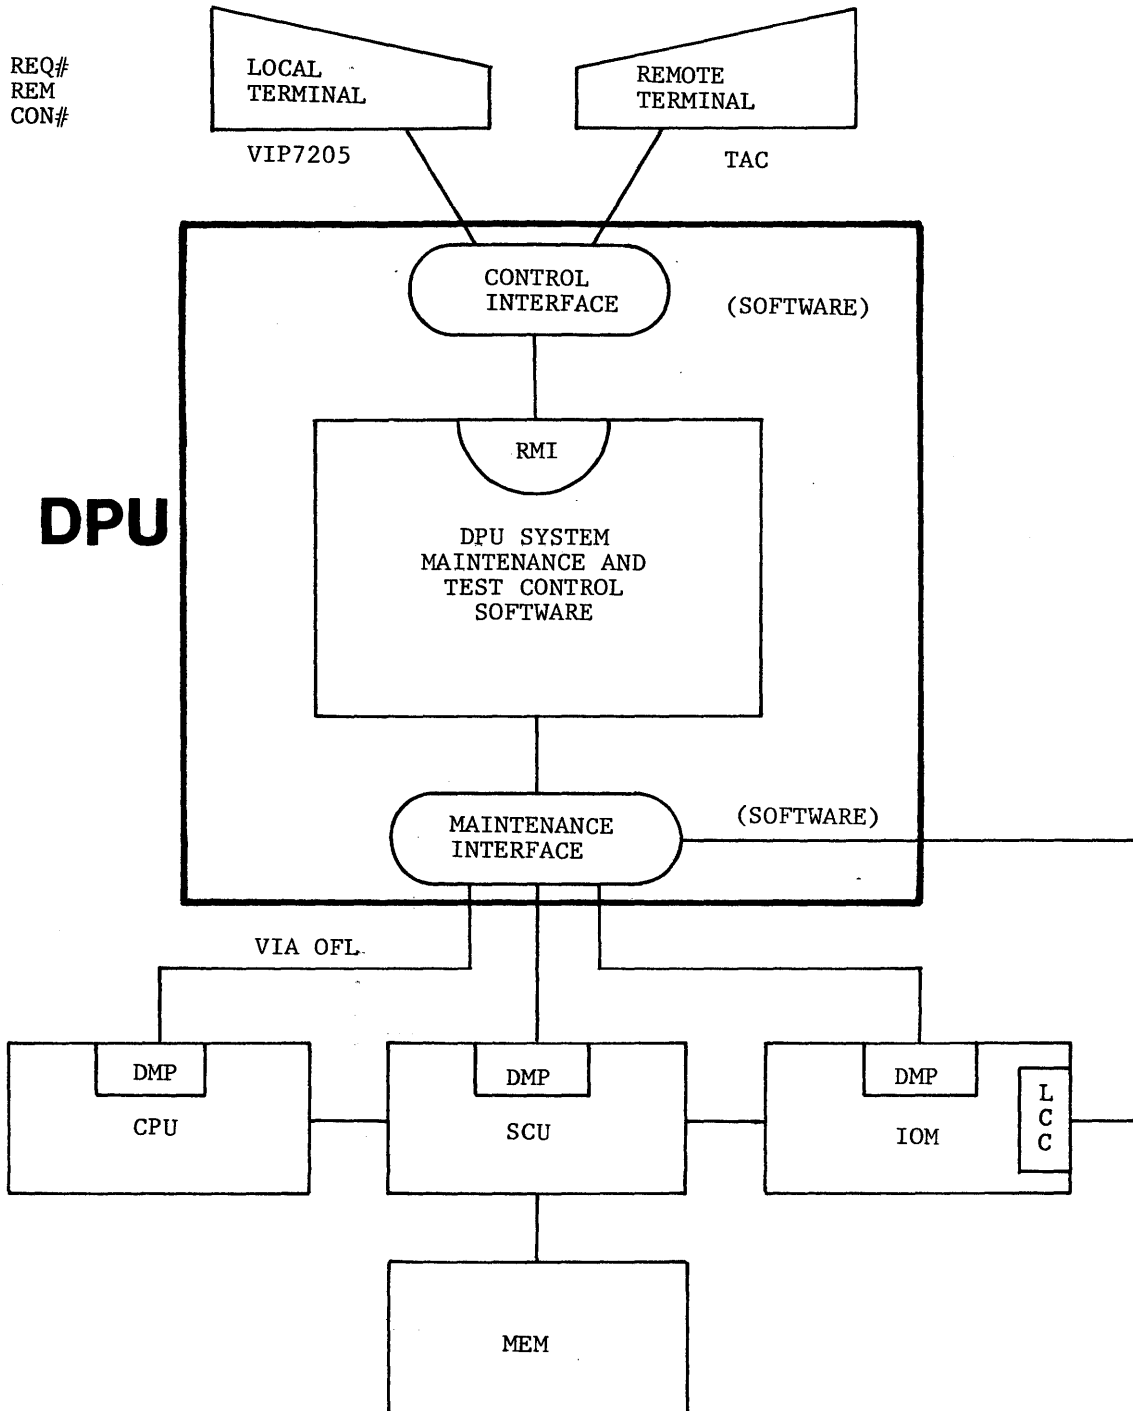 REQ#
REM
CON#
LOCAL
TERMINAL
REMOTE
TERMINAL
VIP7205
TAC
CONTROL
INTERFACE
(SOFTWARE)
RMI
DPU
DPU SYSTEM
MAINTENANCE AND
TEST CONTROL
SOFTWARE
MAINTENANCE
INTERFACE
(SOFTWARE)
VIA OFL
DMP
CPU
DMP
SCU
DMP
IOM
L
C
C
MEM